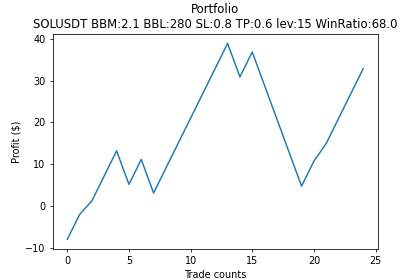 Portfolio
SOLUSDT BBM:2.1 BBL:280 SL:0.8 TP:0.6 lev:15 WinRatio:68.0
Profit ($)
40
30
20
10
0
−10
0 5 10 15 20 25
Trade counts